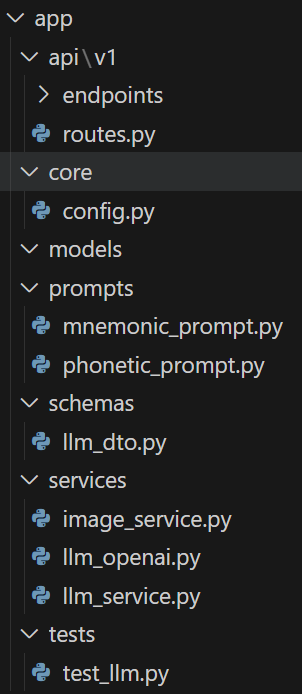 app
api\v1
endpoints
routes.py
core
config.py
models
prompts
mnemonic_prompt.py
phonetic_prompt.py
schemas
llm_dto.py
services
image_service.py
llm_openai.py
llm_service.py
tests
test_llm.py